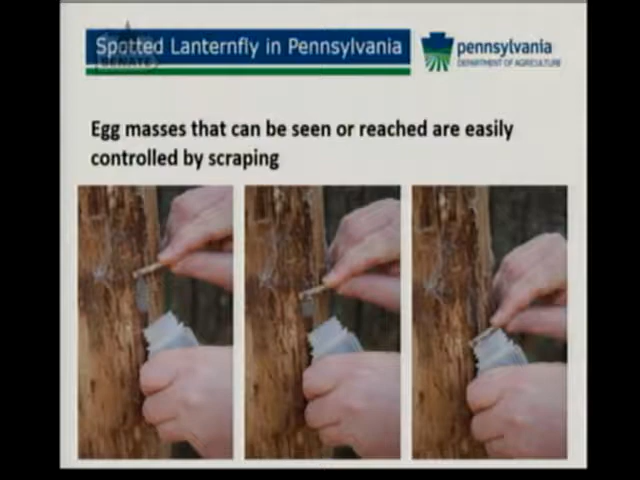 Spotted Lanternfly in Pennsylvania
SENATE
pennsylvania
DEPARTMENT OF AGRICULTURE
Egg masses that can be seen or reached are easily
controlled by scraping